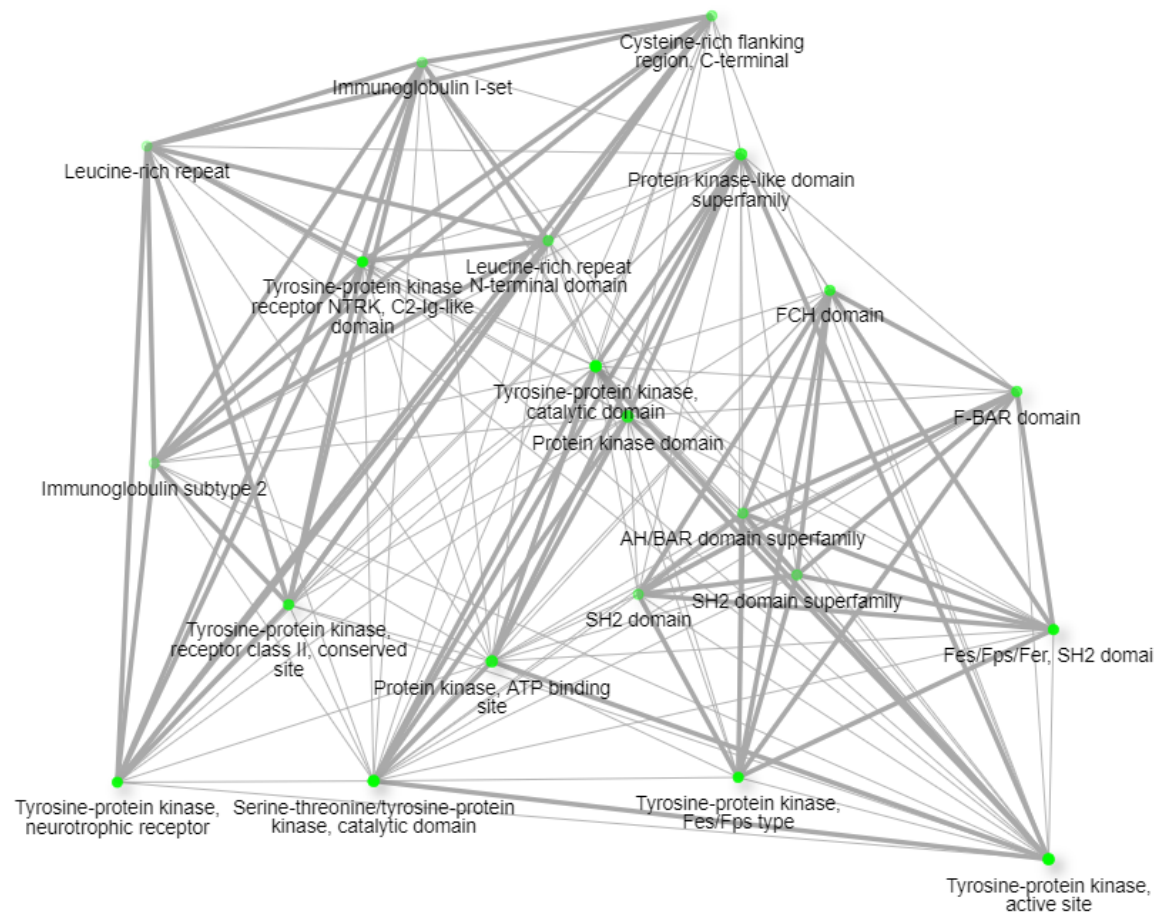 Cysteine-rich flanking
region, C-terminal
Immunoglobulin I-set
Leucine-rich repeat
Protein kinase-like domain
superfamily
Leucine-rich repeat
N-terminal domain
Tyrosine-protein kinase
receptor NTRK, C2-Ig-like
domain
FCH domain
Tyrosine-protein kinase,
catalytic domain
F-BAR domain
Protein kinase domain
Immunoglobulin subtype 2
AH/BAR domain superfamily
SH2 domain superfamily
SH2 domain
Tyrosine-protein kinase,
receptor class II, conserved
site
Fes/Fps/Fer, SH2 domai
Protein kinase, ATP binding
site
Tyrosine-protein kinase,
neurotrophic receptor
Serine-threonine/tyrosine-protein
kinase, catalytic domain
Tyrosine-protein kinase,
Fes/Fps type
Tyrosine-protein kinase,
active site